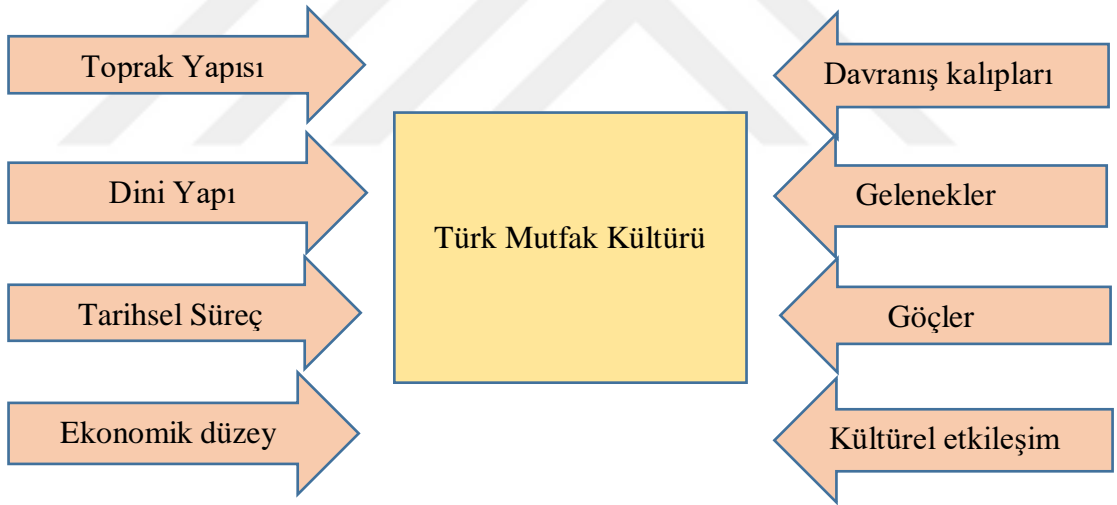 Toprak Yapısı
Dini Yapı
Tarihsel Süreç
Ekonomik düzey
Türk Mutfak Kültürü
Davranış kalıpları
Gelenekler
Göçler
Kültürel etkileşim